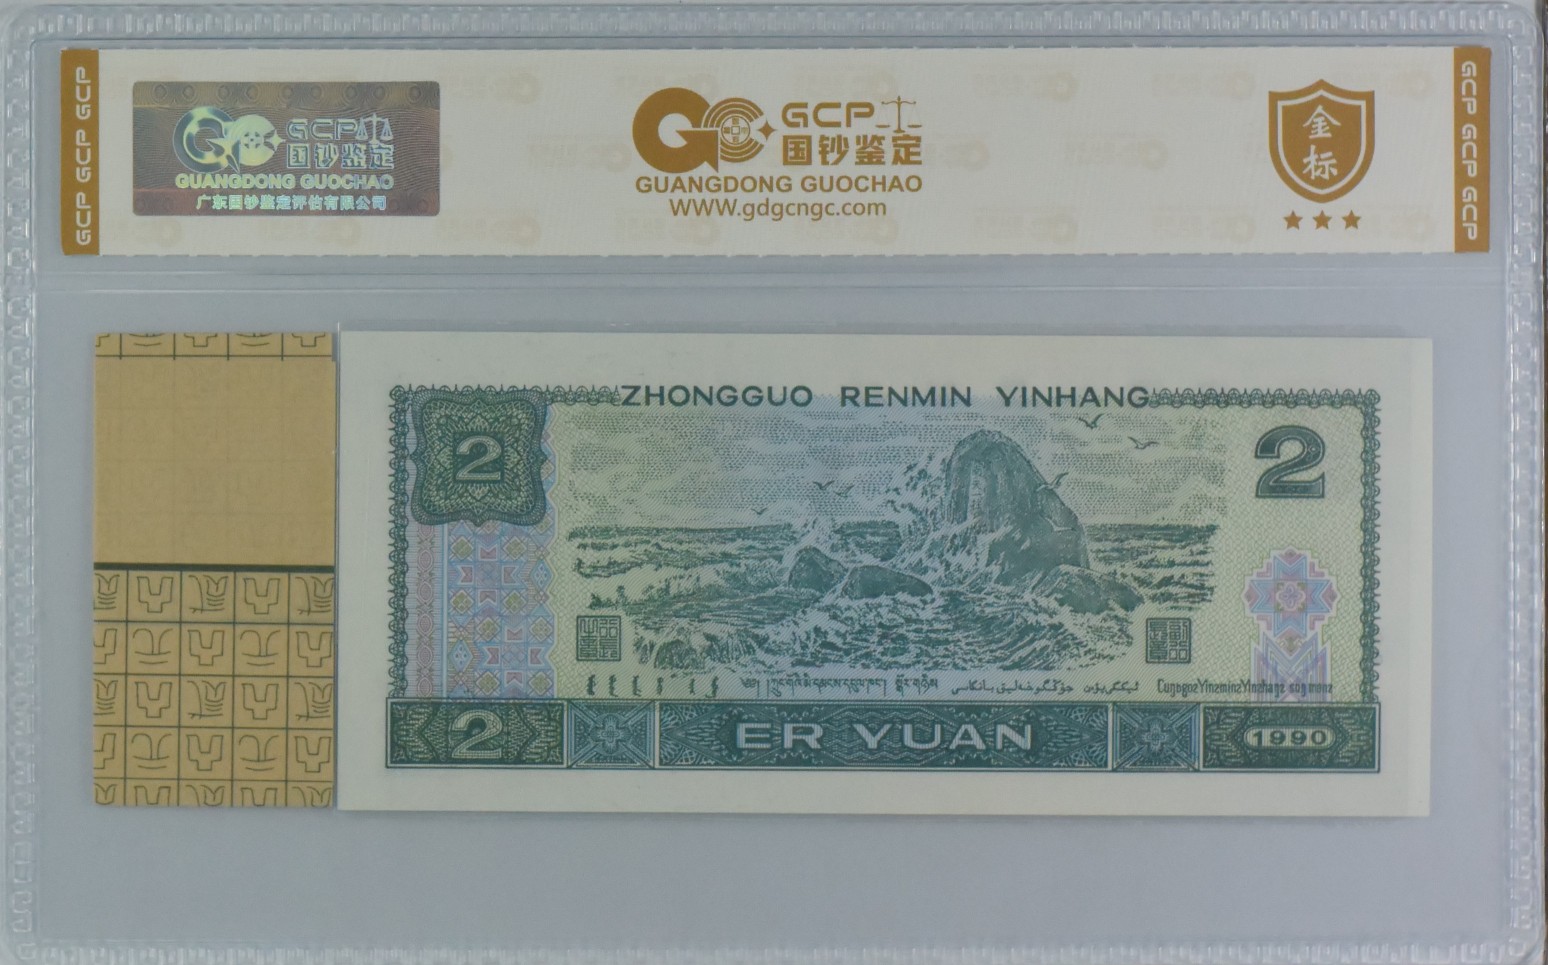 GCP GCP GCP
GCP
国钞鉴定
GUANGDONG GUOCHAO
广东国钞鉴定评估有限公司
GCP
国钞鉴定
GUANGDONG GUOCHAO
WWW.gdgcngc.com
金
标
GCP GCP GCP
ZHONGGUO RENMIN YINHANG
2
2
2
ER YUAN
1990